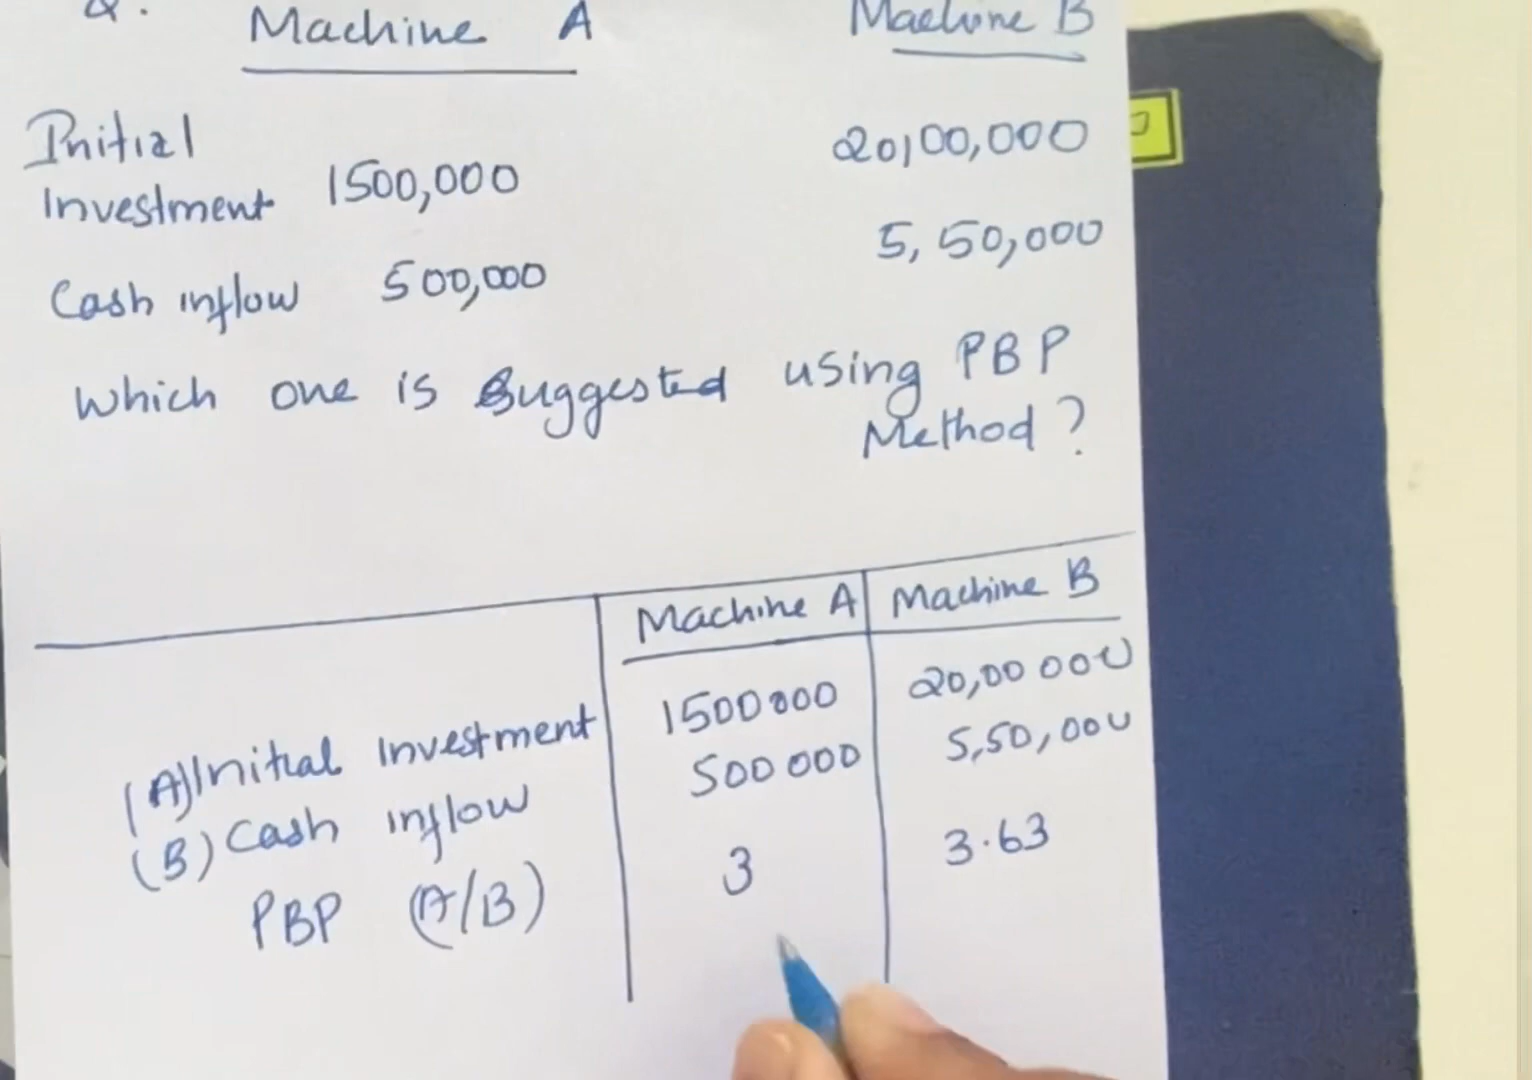 Q.
Machine A Machine B
Initial
Investment 1500,000 20,00,000
Cash inflow 500,000 5,50,000
Which one is Suggested using PBP
Method?
Machine A Machine B
(A) Initial Investment 1500000 20,00 000
(B) Cash inflow 500 000 5,50,000
PBP (A/B) 3 3.63